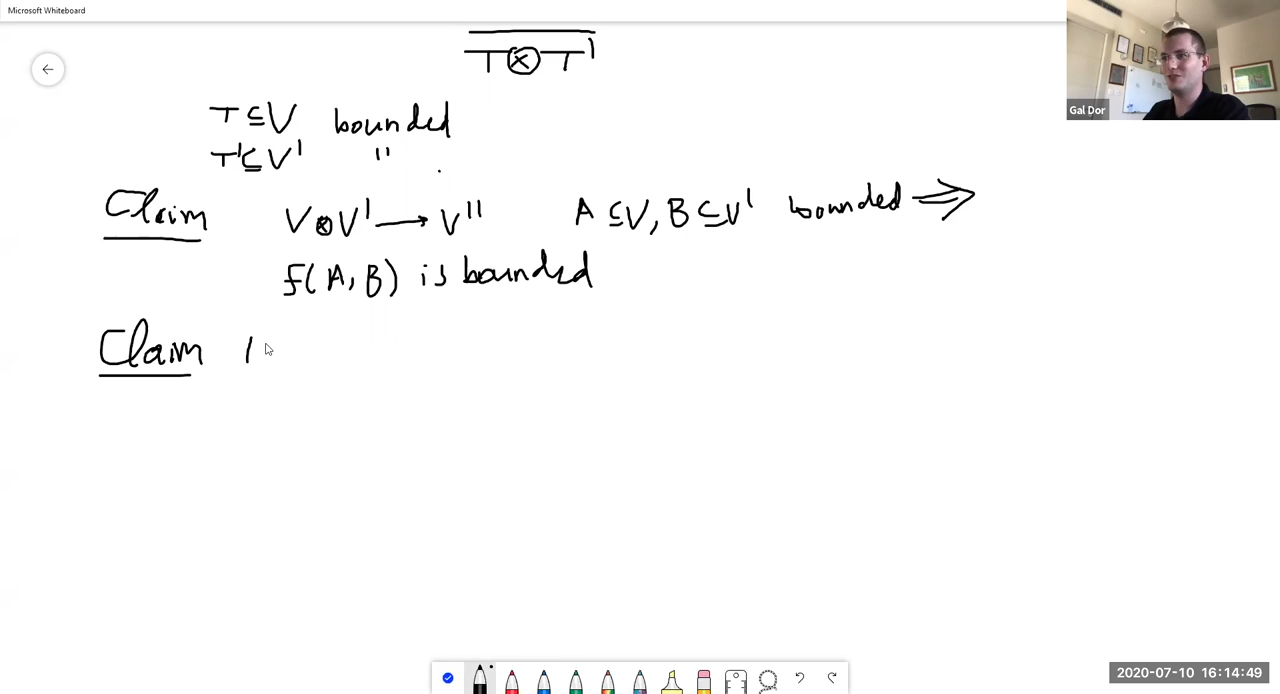 Microsoft Whiteboard
T⊗T'
T ⊆ V bounded
T' ⊆ V' "
Claim V⊗V' → V'' A ⊆ V, B ⊆ V' bounded ⇒
f(A, B) is bounded
Claim
Gal Dor
2020-07-10 16:14:49